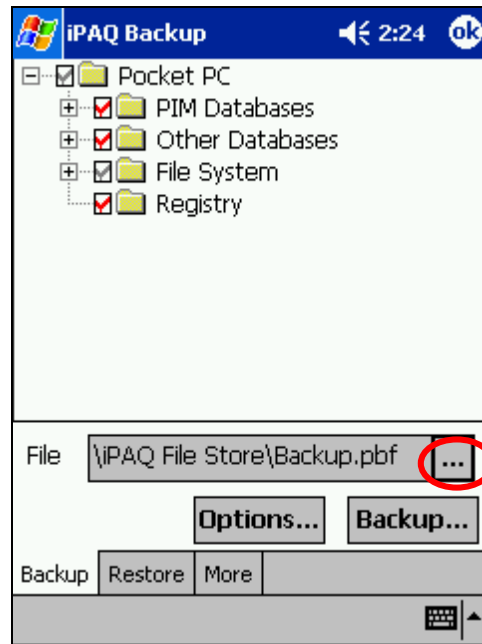 iPAQ Backup 2:24 ok
Pocket PC
PIM Databases
Other Databases
File System
Registry
File \iPAQ File Store\Backup.pbf ...
Options... Backup...
Backup Restore More